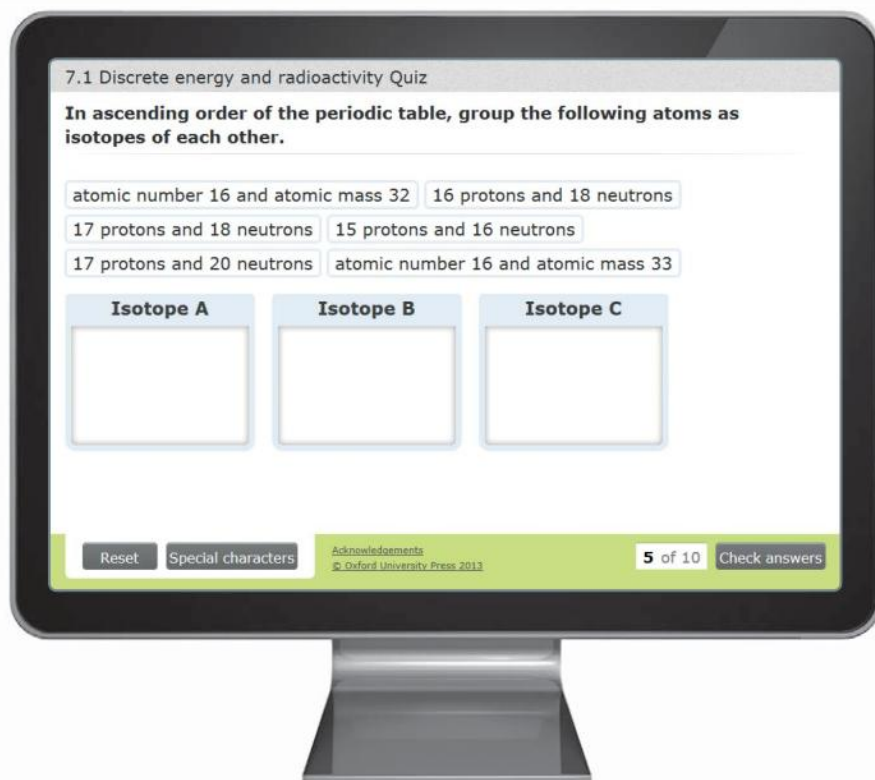 7.1 Discrete energy and radioactivity Quiz
In ascending order of the periodic table, group the following atoms as
isotopes of each other.
atomic number 16 and atomic mass 32 16 protons and 18 neutrons
17 protons and 18 neutrons 15 protons and 16 neutrons
17 protons and 20 neutrons atomic number 16 and atomic mass 33
Isotope A Isotope B Isotope C
Reset Special characters Acknowledgements 5 of 10 Check answers
© Oxford University Press 2013